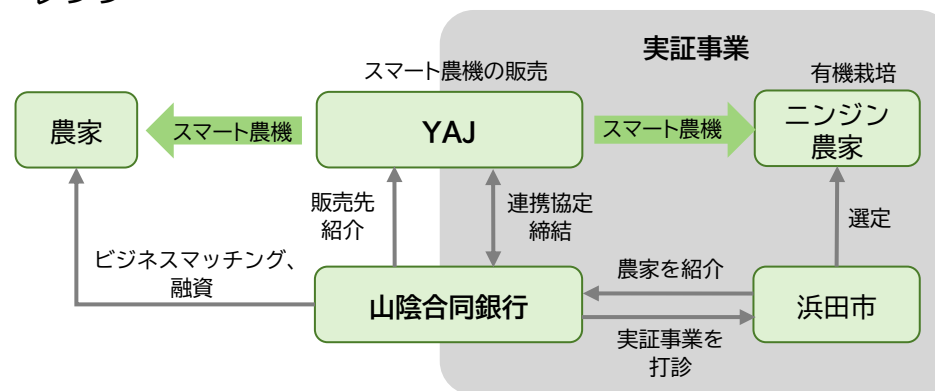 実証事業
スマート農機の販売
有機栽培
農家
スマート農機
YAJ
スマート農機
ニンジン
農家
販売先
紹介
連携協定
締結
選定
ビジネスマッチング、
融資
農家を紹介
山陰合同銀行
浜田市
実証事業を
打診